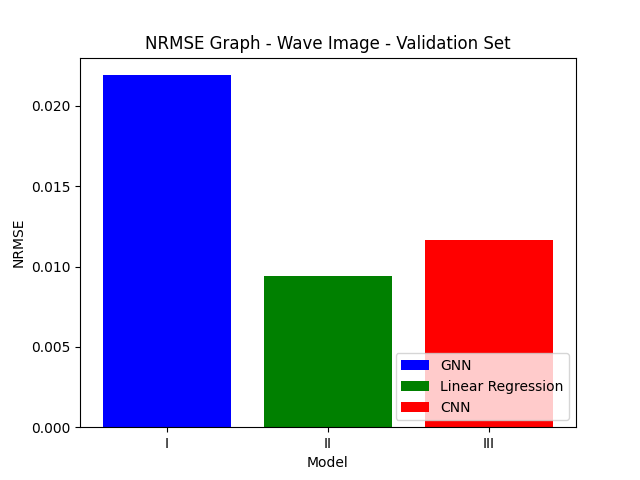 NRMSE Graph - Wave Image - Validation Set
NRMSE
0.020
0.015
0.010
0.005
0.000
GNN
Linear Regression
CNN
I
II
III
Model